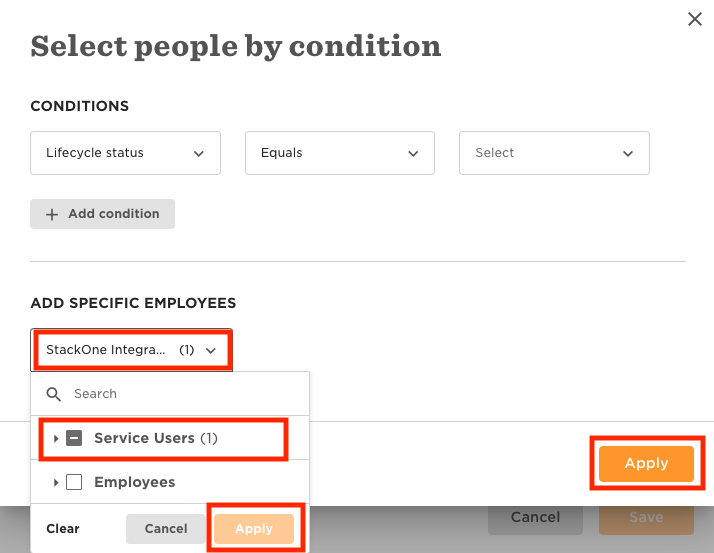 Select people by condition
CONDITIONS
Lifecycle status
Equals
Select
Add condition
ADD SPECIFIC EMPLOYEES
StackOne Integra... (1)
Search
Service Users (1)
Employees
Apply
Clear
Cancel
Apply
Cancel
Save